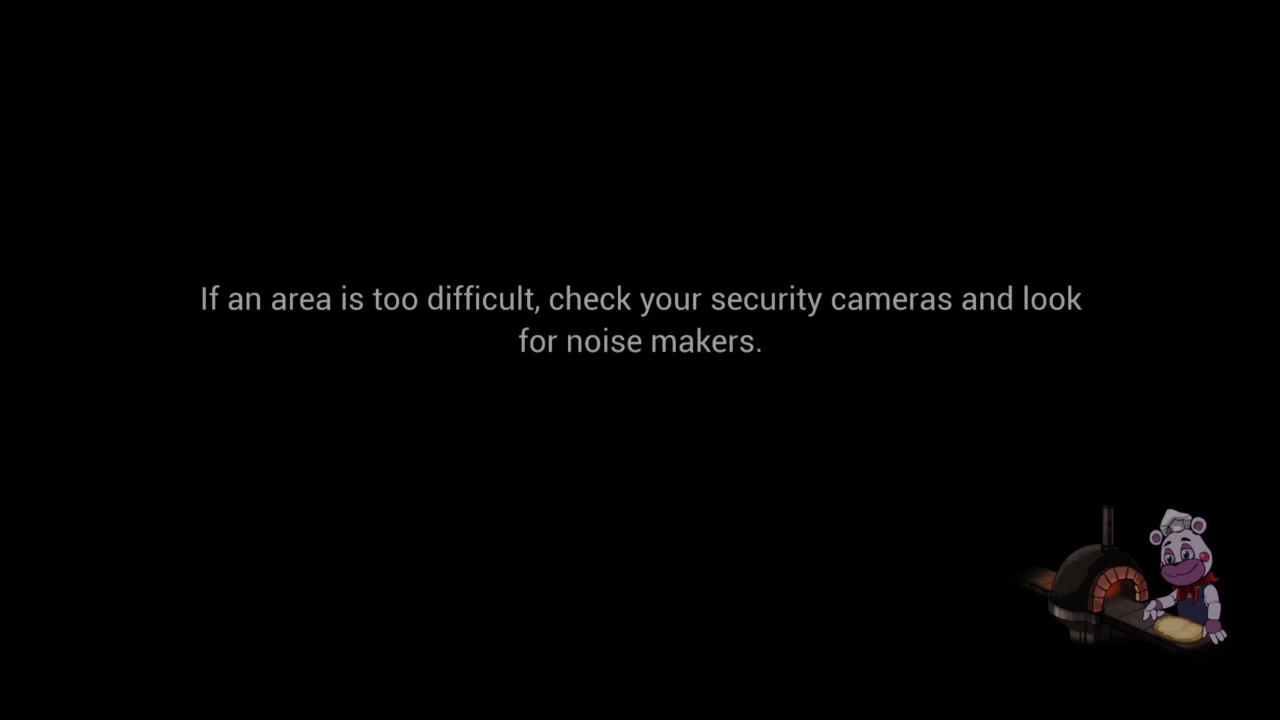 If an area is too difficult, check your security cameras and look
for noise makers.